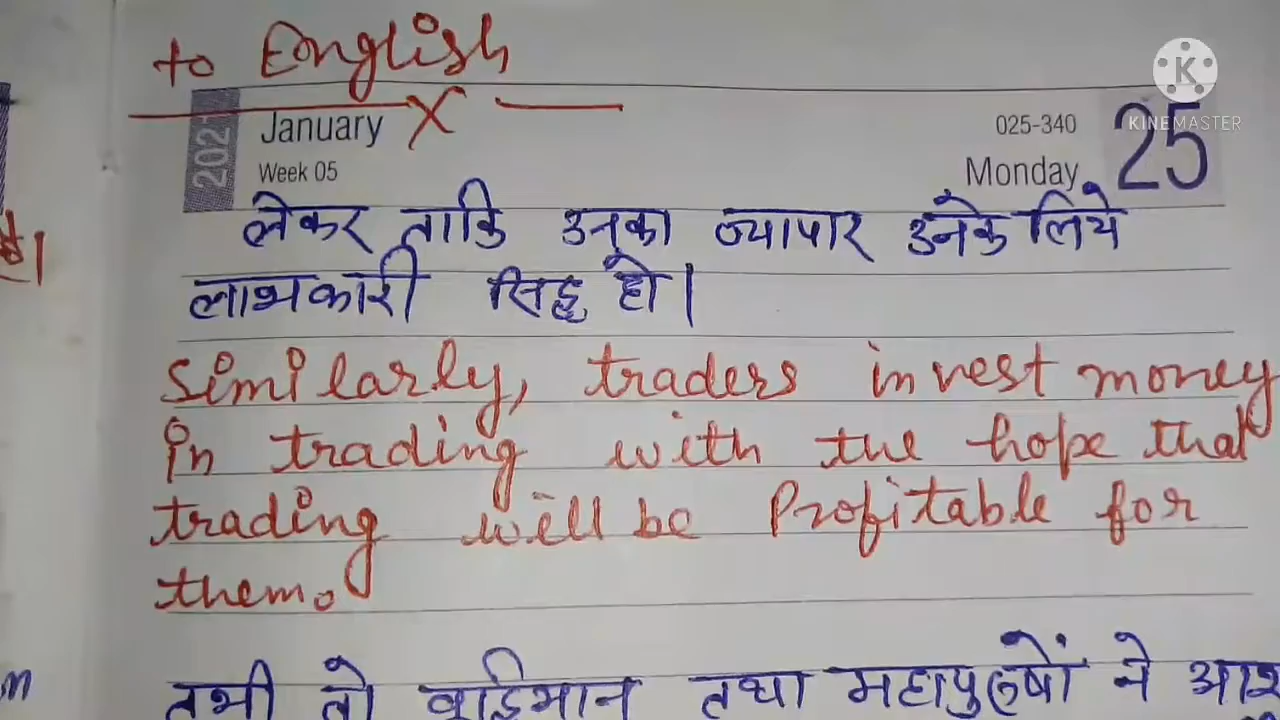 to English
X
2021 January 025-340 25
Week 05 Monday
KINEMASTER
लेकर ताकि उनका व्यापार उनके लिये
लाभकारी सिद्ध हो।
Similarly, traders invest money
in trading with the hope that
trading will be Profitable for
them.
तभी तो बुद्धिमान तथा महापुरुषों ने